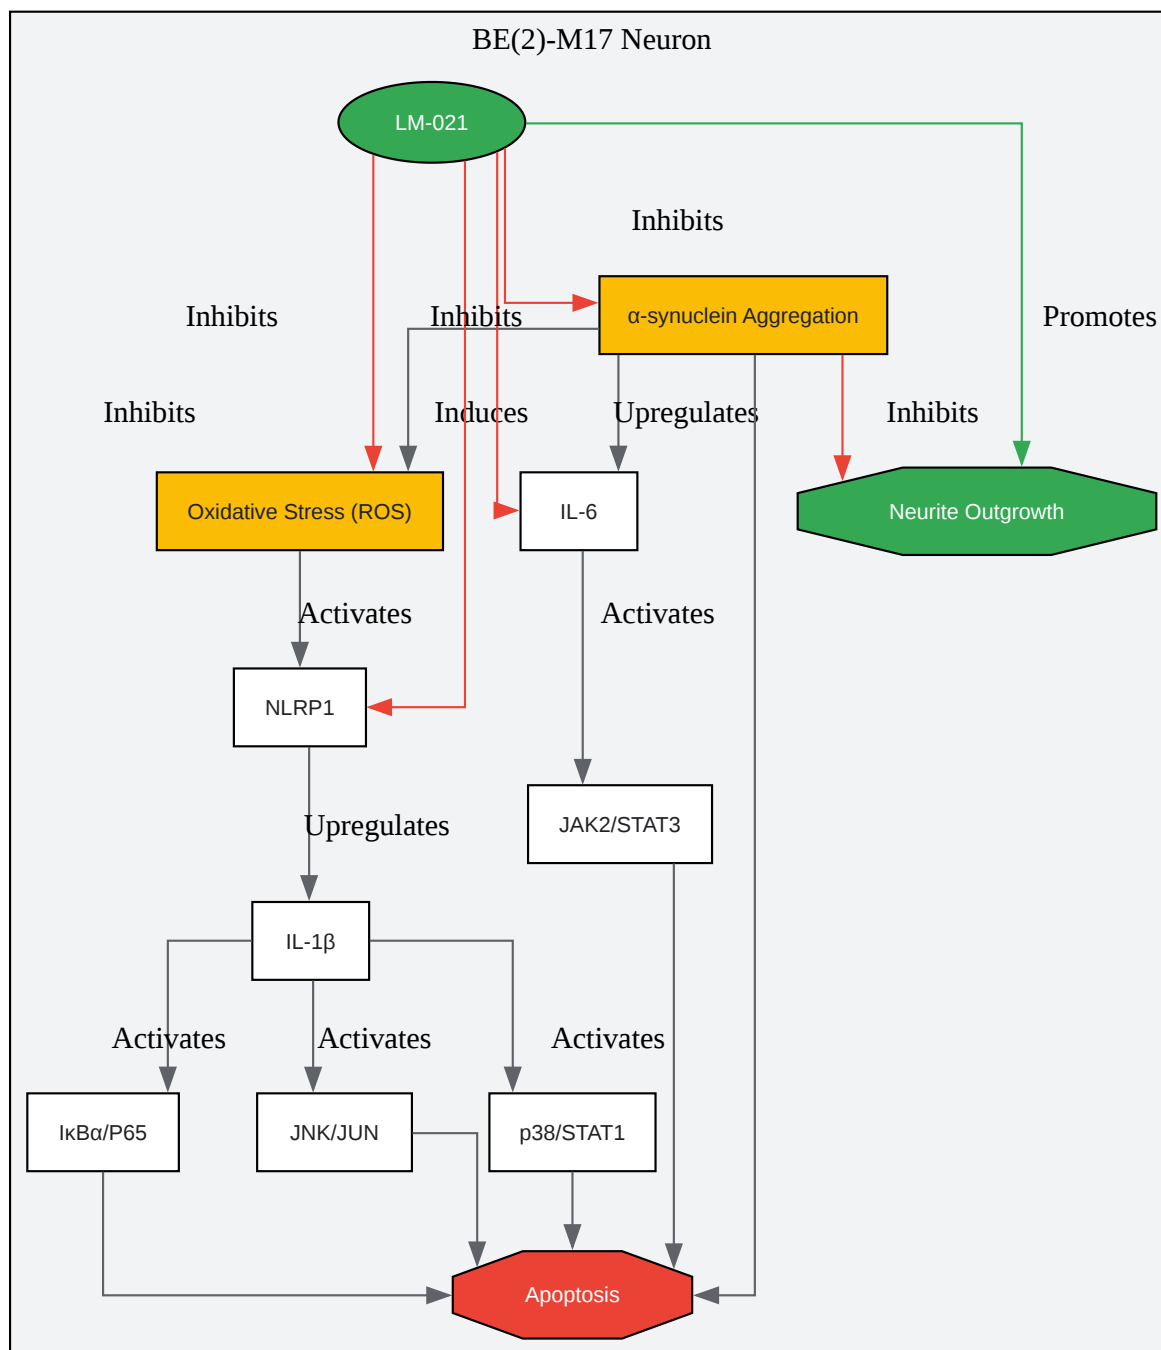 BE(2)-M17 Neuron
LM-021
Inhibits
Inhibits
Inhibits
α-synuclein Aggregation
Promotes
Inhibits
Induces
Upregulates
Inhibits
Oxidative Stress (ROS)
IL-6
Neurite Outgrowth
Activates
Activates
NLRP1
Upregulates
JAK2/STAT3
IL-1β
Activates
Activates
Activates
IκBα/P65
JNK/JUN
p38/STAT1
Apoptosis